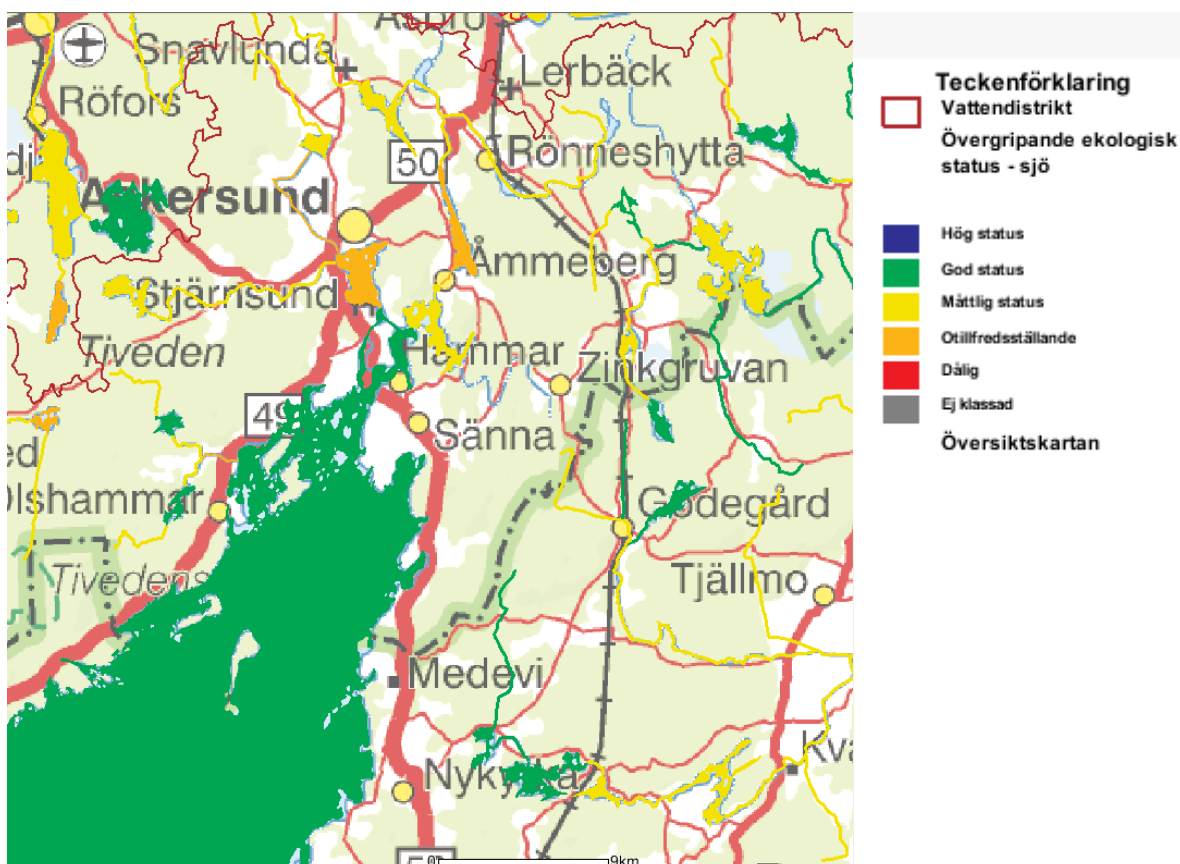 Snavlunda
Lerbäck
Röfors
50
Rönneshytta
Askersund
Åmmeberg
Stjärnsund
Tiveden
Hammar
Zinkgruvan
49
Sänna
Olshammar
Godegård
Tivedens
Tjällmo
Medevi
Nykyrka
0
9km
Teckenförklaring
Vattendistrikt
Övergripande ekologisk
status - sjö
Hög status
God status
Måttlig status
Otillfredsställande
Dålig
Ej klassad
Översiktskartan